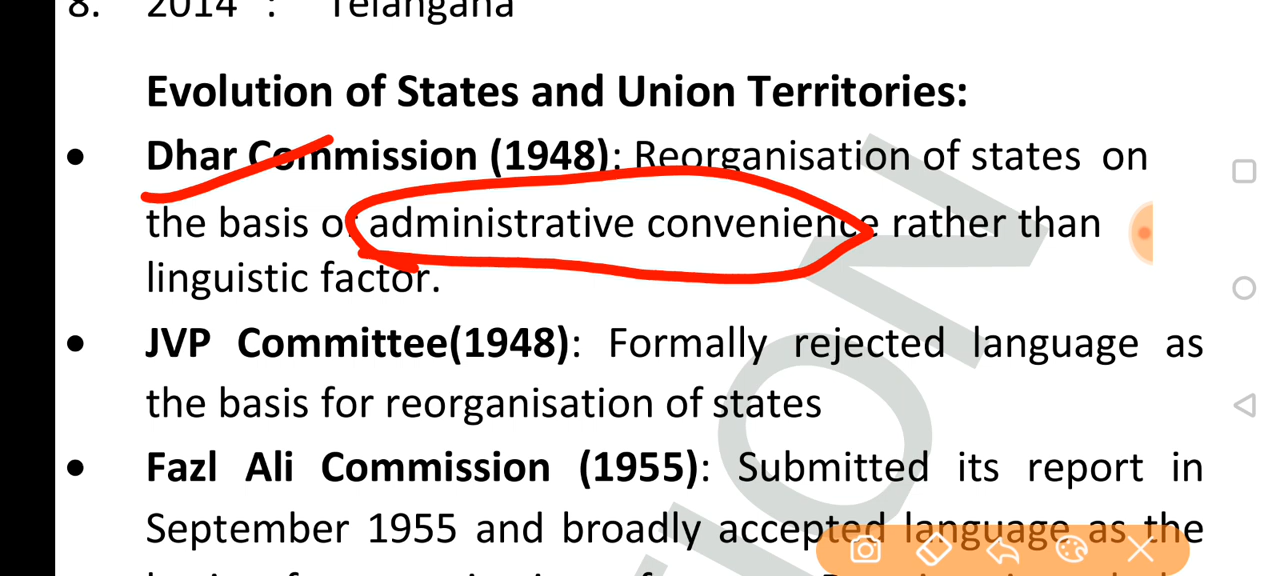 8. 2014 : Telangana
Evolution of States and Union Territories:
• Dhar Commission (1948): Reorganisation of states on
the basis of administrative convenience rather than
linguistic factor.
• JVP Committee(1948): Formally rejected language as
the basis for reorganisation of states
• Fazl Ali Commission (1955): Submitted its report in
September 1955 and broadly accepted language as the